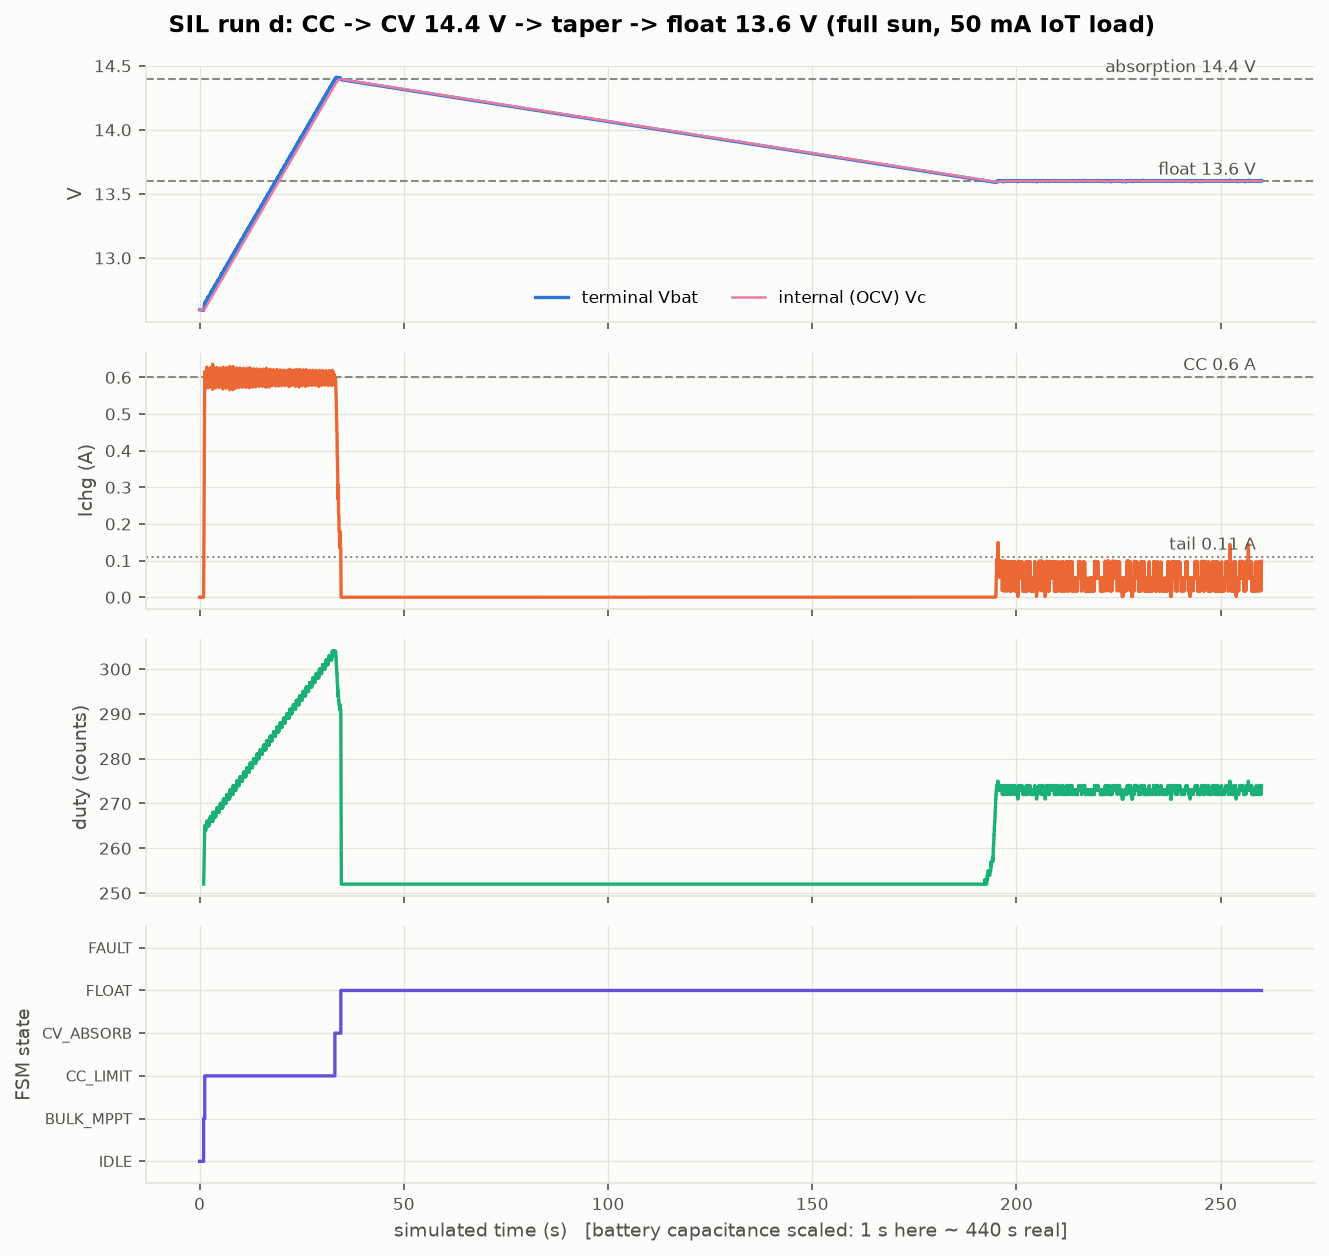 SIL run d: CC -> CV 14.4 V -> taper -> float 13.6 V (full sun, 50 mA IoT load)
14.5
14.0
13.5
13.0
V
absorption 14.4 V
float 13.6 V
terminal Vbat
internal (OCV) Vc
0.6
0.5
0.4
0.3
0.2
0.1
0.0
Ichg (A)
CC 0.6 A
tail 0.11 A
300
290
280
270
260
250
duty (counts)
FAULT
FLOAT
CV_ABSORB
CC_LIMIT
BULK_MPPT
IDLE
FSM state
0
50
100
150
200
250
simulated time (s) [battery capacitance scaled: 1 s here ~ 440 s real]